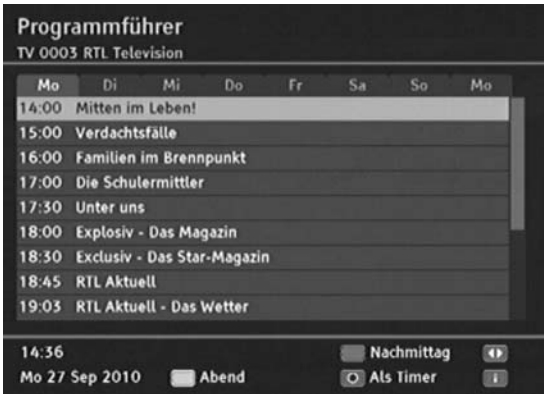 Programmführer
TV 0003 RTL Television
Mo Di Mi Do Fr Sa So Mo
14:00 Mitten im Leben!
15:00 Verdachtsfälle
16:00 Familien im Brennpunkt
17:00 Die Schulermittler
17:30 Unter uns
18:00 Explosiv - Das Magazin
18:30 Exclusiv - Das Star-Magazin
18:45 RTL Aktuell
19:03 RTL Aktuell - Das Wetter
14:36 Nachmittag
Mo 27 Sep 2010 Abend Als Timer i